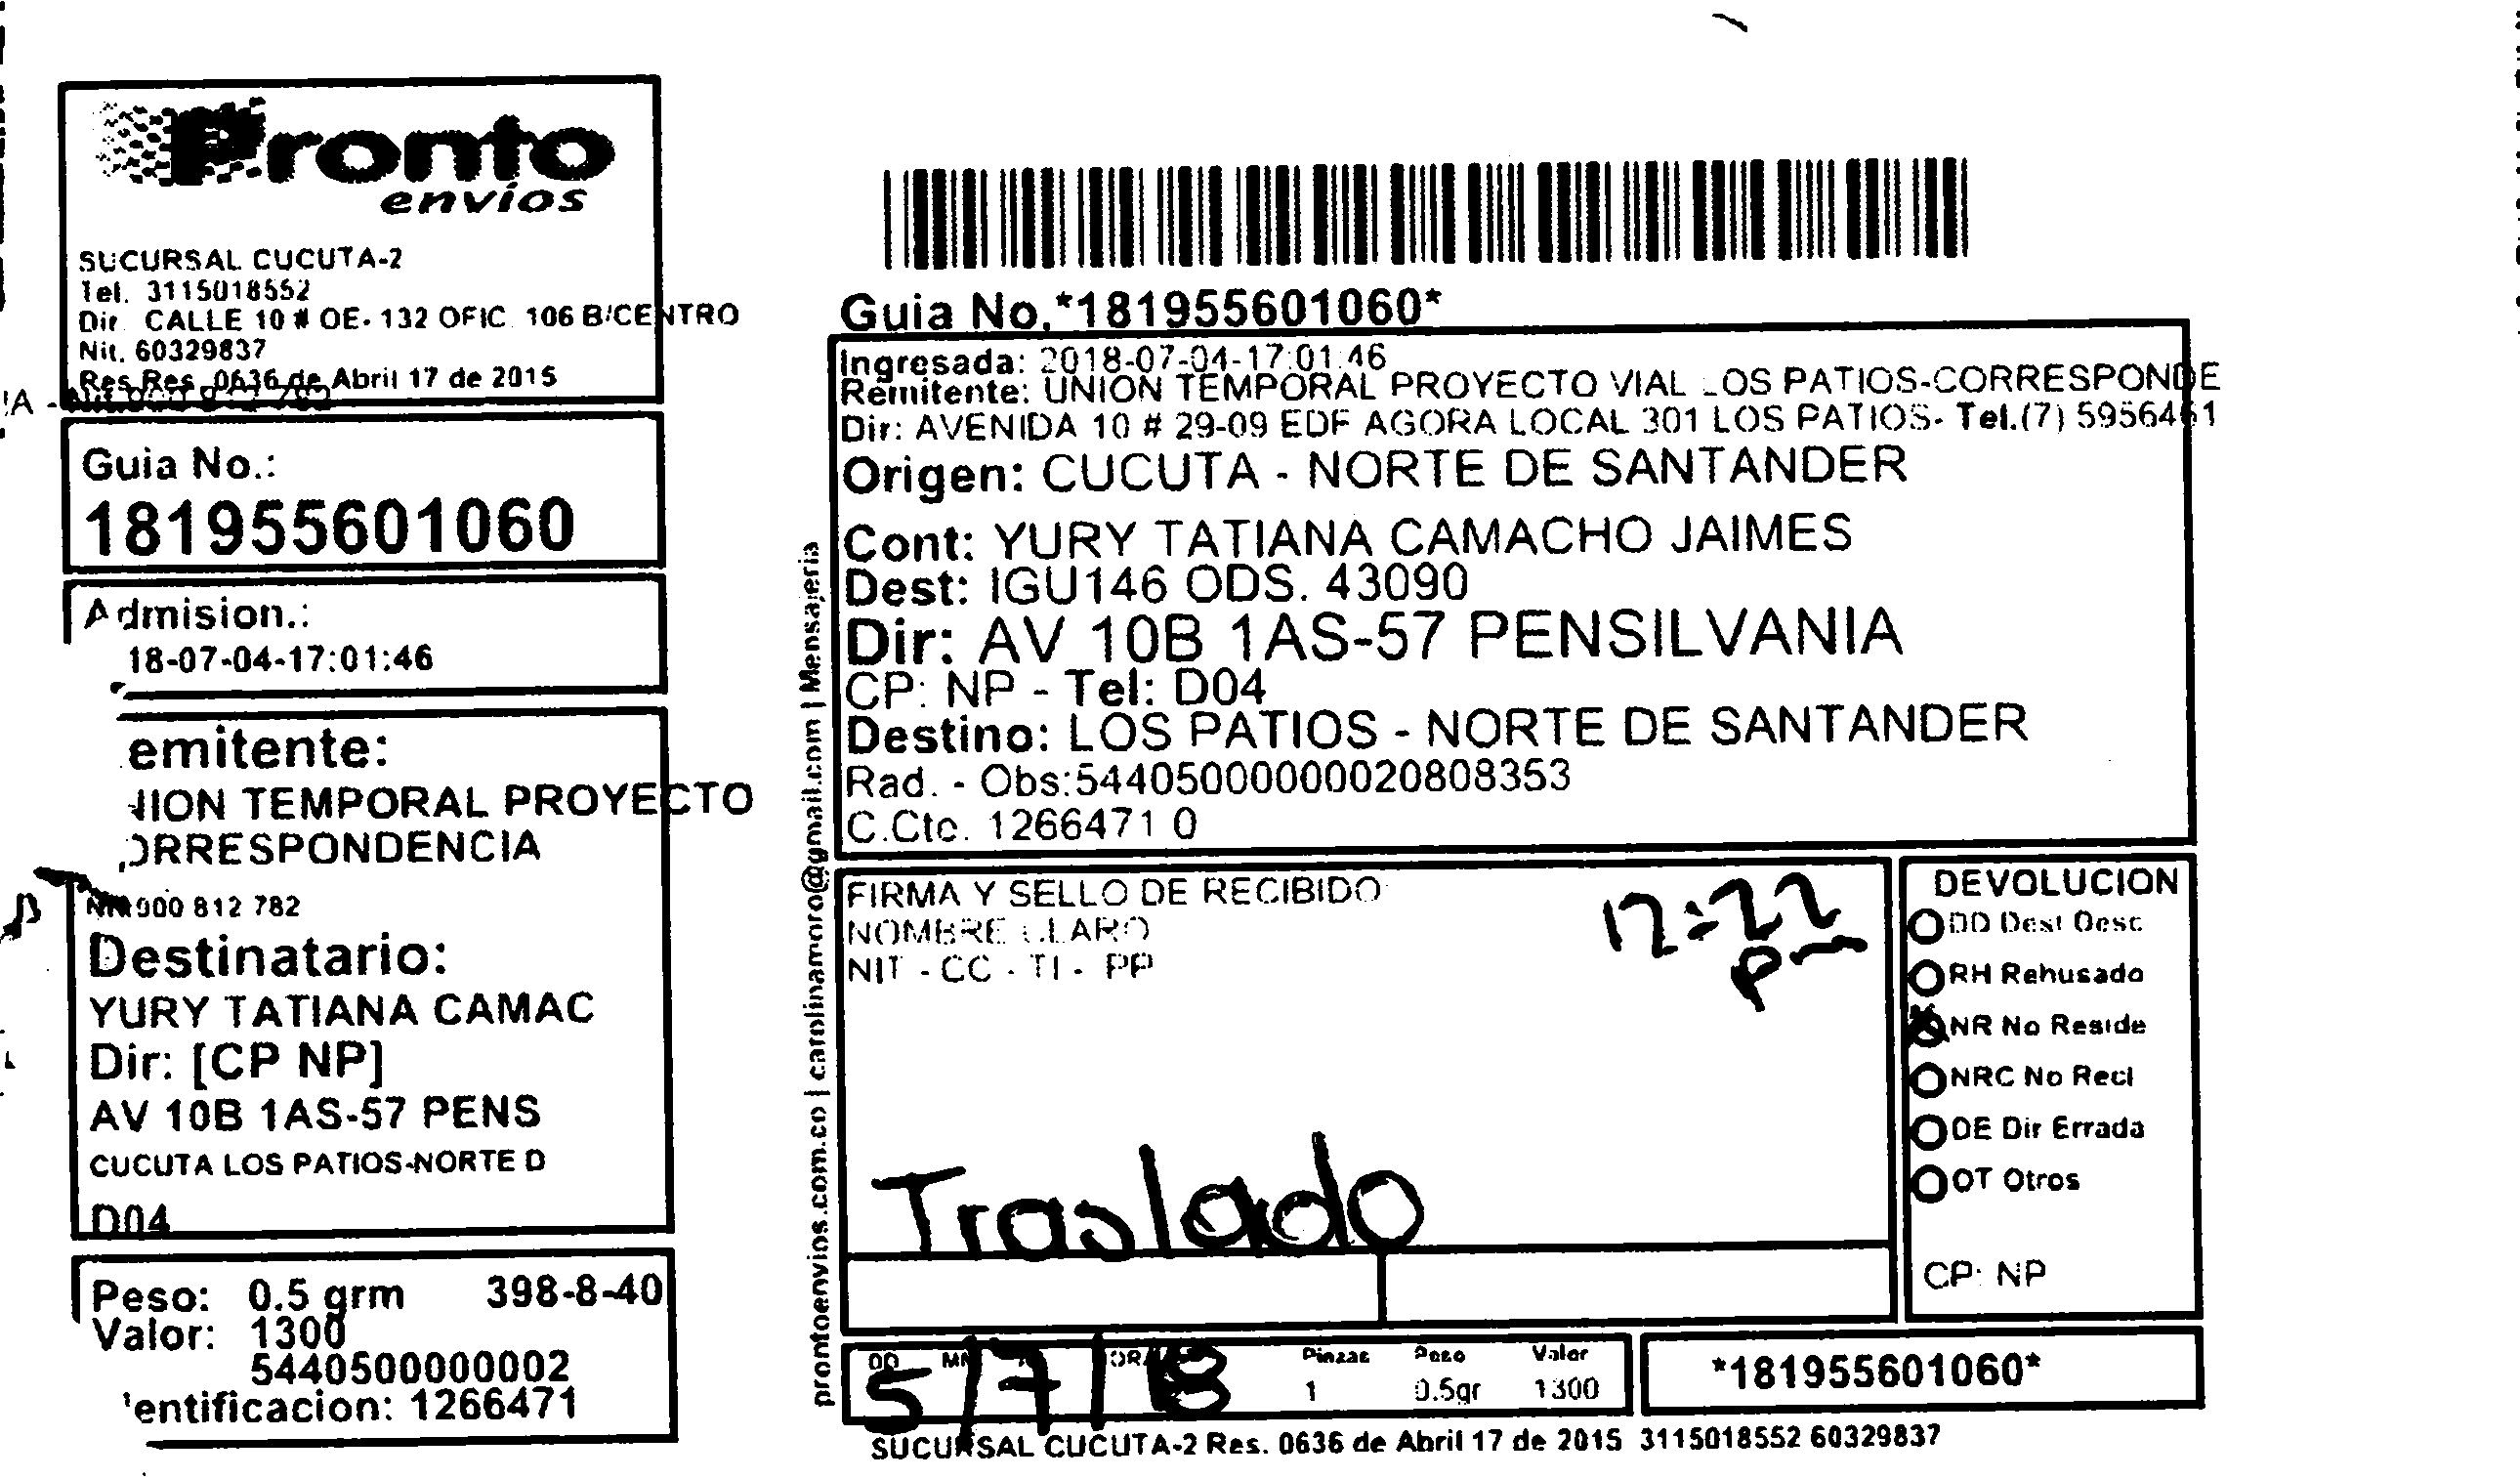 Pronto
envíos
SUCURSAL CUCUTA-2
Tel. 3115018552
Dir. CALLE 10 # OE- 132 OFIC. 106 B/CENTRO
Nit. 60329837
Res Res. 0636 de Abril 17 de 2015
Guia No.:
181955601060
Admision.:
18-07-04-17:01:46
emitente:
NION TEMPORAL PROYECTO
ORRESPONDENCIA
900 812 782
Destinatario:
YURY TATIANA CAMAC
Dir: [CP NP]
AV 10B 1AS-57 PENS
CUCUTA LOS PATIOS-NORTE D
D04
Peso: 0.5 grm 398-8-40
Valor: 1300
5440500000002
entificacion: 1266471
prontoenvios.com.co | carolinamoro@gmail.com | Mensajeria
Guia No.*181955601060*
Ingresada: 2018-07-04-17:01:46
Remitente: UNION TEMPORAL PROYECTO VIAL LOS PATIOS-CORRESPONDE
Dir: AVENIDA 10 # 29-09 EDF AGORA LOCAL 301 LOS PATIOS- Tel.(7) 5956461
Origen: CUCUTA - NORTE DE SANTANDER
Cont: YURY TATIANA CAMACHO JAIMES
Dest: IGU146 ODS. 43090
Dir: AV 10B 1AS-57 PENSILVANIA
CP: NP - Tel: D04
Destino: LOS PATIOS - NORTE DE SANTANDER
Rad. - Obs:544050000000020808353
C.Cto. 1266471 0
FIRMA Y SELLO DE RECIBIDO
NOMBRE CLARO
NIT - CC - TI - PP
12:22
Pm
Traslado
DEVOLUCION
DD Dest Desc
RH Rehusado
NR No Reside
NRC No Recl
DE Dir Errada
OT Otros
CP: NP
DD Piezas Peso Valor
5/7/18 1 0.5gr 1300
*181955601060*
SUCURSAL CUCUTA-2 Res. 0636 de Abril 17 de 2015 3115018552 60329837